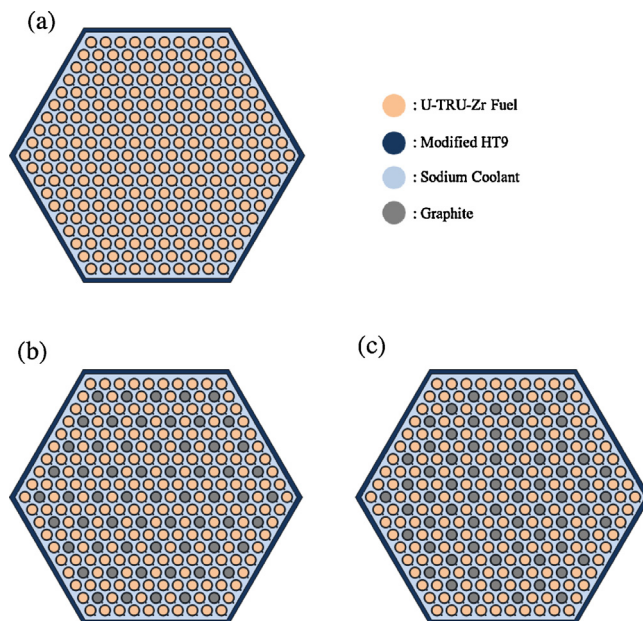 (a)
: U-TRU-Zr Fuel
: Modified HT9
: Sodium Coolant
: Graphite
(b)
(c)